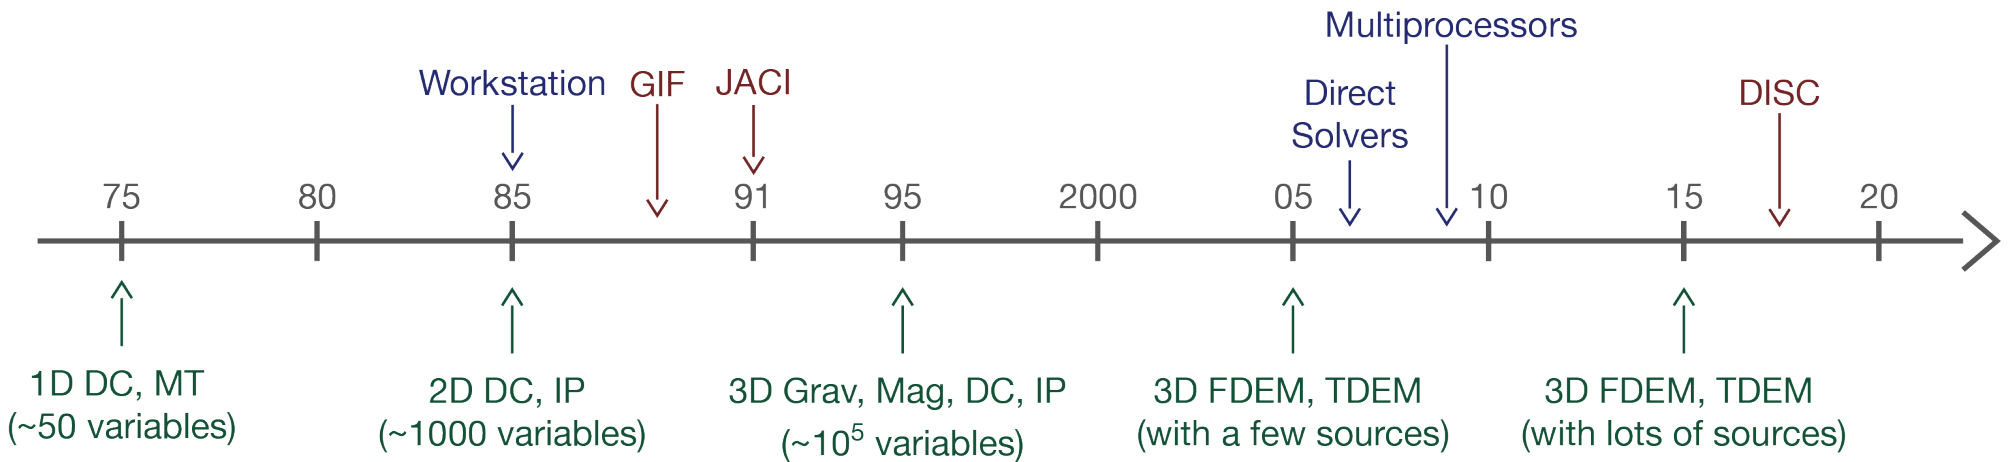 Multiprocessors
Workstation
GIF
JACI
Direct
Solvers
DISC
75
80
85
91
95
2000
05
10
15
20
1D DC, MT
(~50 variables)
2D DC, IP
(~1000 variables)
3D Grav, Mag, DC, IP
(~10⁵ variables)
3D FDEM, TDEM
(with a few sources)
3D FDEM, TDEM
(with lots of sources)